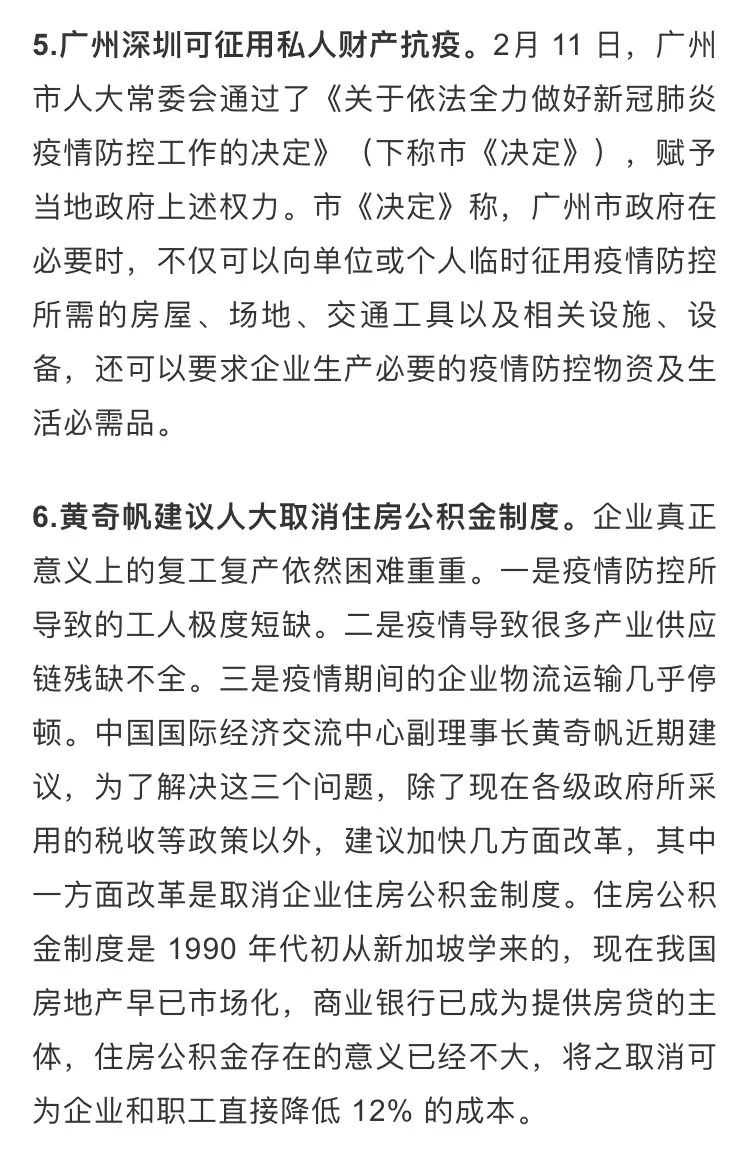 5.广州深圳可征用私人财产抗疫。2月 11 日，广州
市人大常委会通过了《关于依法全力做好新冠肺炎
疫情防控工作的决定》（下称市《决定》），赋予
当地政府上述权力。市《决定》称，广州市政府在
必要时，不仅可以向单位或个人临时征用疫情防控
所需的房屋、场地、交通工具以及相关设施、设
备，还可以要求企业生产必要的疫情防控物资及生
活必需品。
6.黄奇帆建议人大取消住房公积金制度。企业真正
意义上的复工复产依然困难重重。一是疫情防控所
导致的工人极度短缺。二是疫情导致很多产业供应
链残缺不全。三是疫情期间的企业物流运输几乎停
顿。中国国际经济交流中心副理事长黄奇帆近期建
议，为了解决这三个问题，除了现在各级政府所采
用的税收等政策以外，建议加快几方面改革，其中
一方面改革是取消企业住房公积金制度。住房公积
金制度是 1990 年代初从新加坡学来的，现在我国
房地产早已市场化，商业银行已成为提供房贷的主
体，住房公积金存在的意义已经不大，将之取消可
为企业和职工直接降低 12% 的成本。